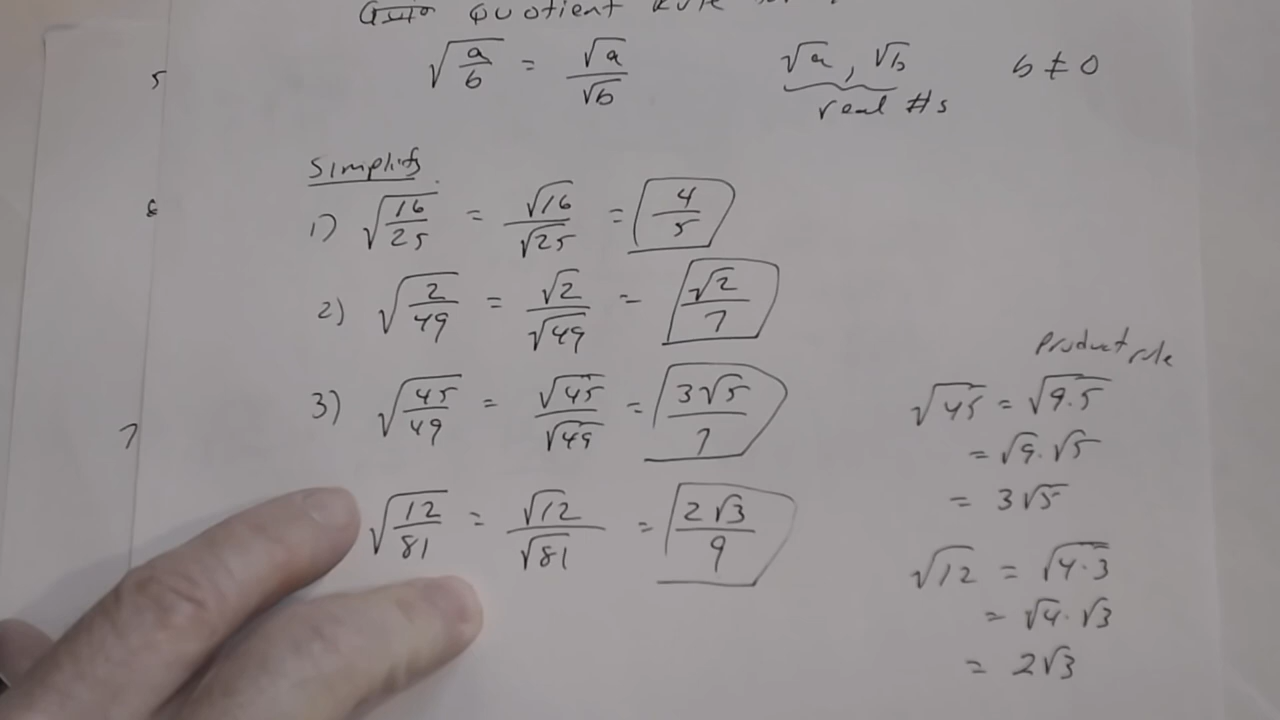 Quotient Rule
√(a/b) = √a/√b √a, √b real #s b ≠ 0
Simplify
1) √(16/25) = √16/√25 = 4/5
2) √(2/49) = √2/√49 = √2/7
3) √(45/49) = √45/√49 = 3√5/7
√(12/81) = √12/√81 = 2√3/9
Product rule
√45 = √9·5
= √9·√5
= 3√5
√12 = √4·3
= √4·√3
= 2√3
5
6
7